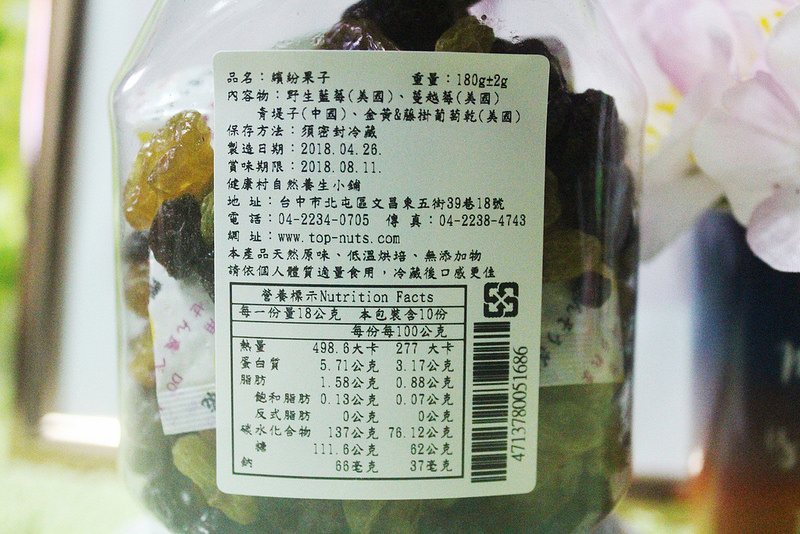 品名：繽紛果子 重量：180g±2g
內容物：野生藍莓(美國)、蔓越莓(美國)
青堤子(中國)、金黃&藤掛葡萄乾(美國)
保存方法：須密封冷藏
製造日期：2018.04.26.
賞味期限：2018.08.11.
健康村自然養生小舖
地 址：台中市北屯區文昌東五街39巷18號
電 話：04-2234-0705 傳 真：04-2238-4743
網 址：www.top-nuts.com
本產品天然原味、低溫烘培、無添加物
請依個人體質適量食用，冷藏後口感更佳
營養標示Nutrition Facts
每一份量18公克 本包裝含10份
每份每100公克
熱量 498.6大卡 277 大卡
蛋白質 5.71公克 3.17公克
脂肪 1.58公克 0.88公克
飽和脂肪 0.13公克 0.07公克
反式脂肪 0公克 0公克
碳水化合物 137公克 76.12公克
糖 111.6公克 62公克
鈉 66毫克 37毫克
4713780051686